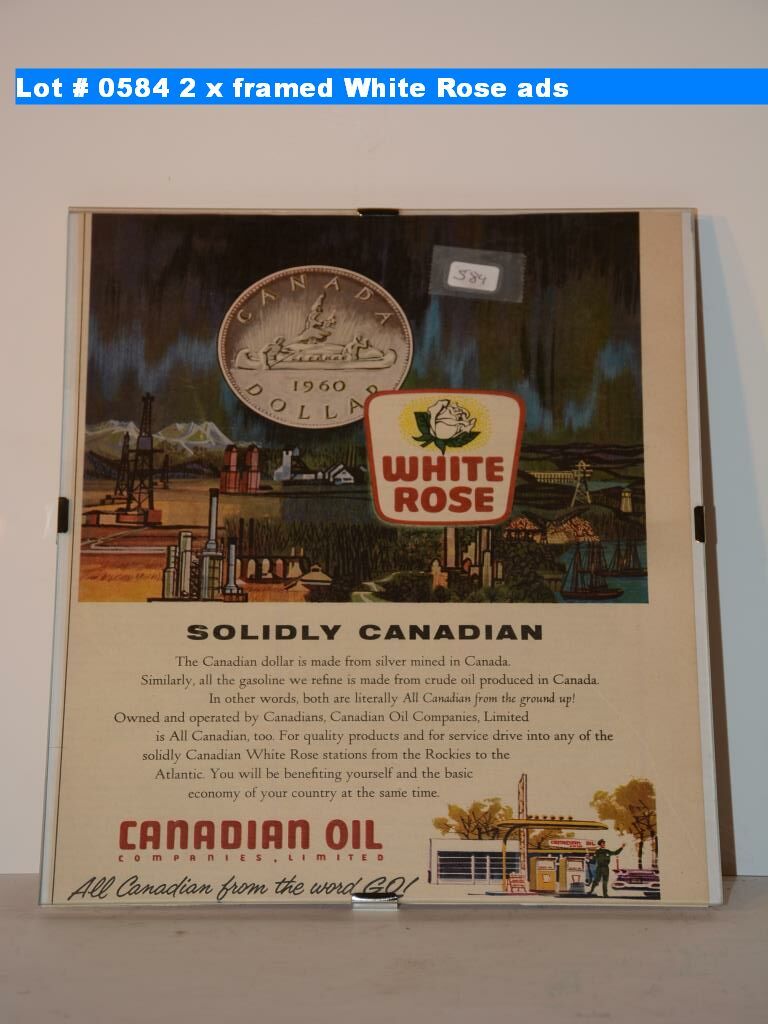 Lot # 0584 2 x framed White Rose ads
584
CANADA
1960
DOLLAR
WHITE
ROSE
SOLIDLY CANADIAN
The Canadian dollar is made from silver mined in Canada.
Similarly, all the gasoline we refine is made from crude oil produced in Canada.
In other words, both are literally All Canadian from the ground up!
Owned and operated by Canadians, Canadian Oil Companies, Limited
is All Canadian, too. For quality products and for service drive into any of the
solidly Canadian White Rose stations from the Rockies to the
Atlantic. You will be benefiting yourself and the basic
economy of your country at the same time.
CANADIAN OIL
CANADIAN OIL
COMPANIES, LIMITED
All Canadian from the word GO!